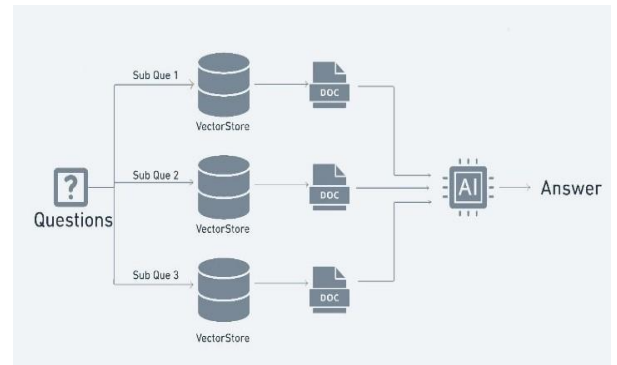 Sub Que 1
VectorStore
DOC
Sub Que 2
VectorStore
DOC
?
Questions
AI
Answer
Sub Que 3
VectorStore
DOC